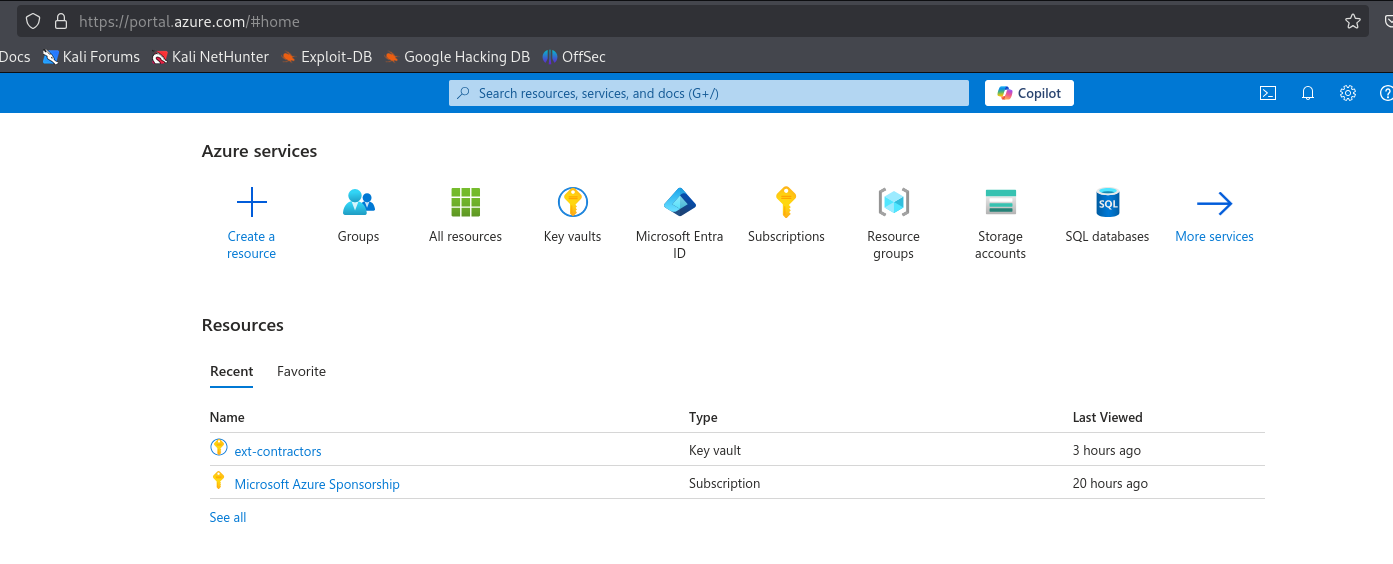 https://portal.azure.com/#home
Docs Kali Forums Kali NetHunter Exploit-DB Google Hacking DB OffSec
Search resources, services, and docs (G+/) Copilot
Azure services
Create a resource
Groups
All resources
Key vaults
Microsoft Entra ID
Subscriptions
Resource groups
Storage accounts
SQL
SQL databases
More services
Resources
Recent Favorite
Name Type Last Viewed
ext-contractors Key vault 3 hours ago
Microsoft Azure Sponsorship Subscription 20 hours ago
See all